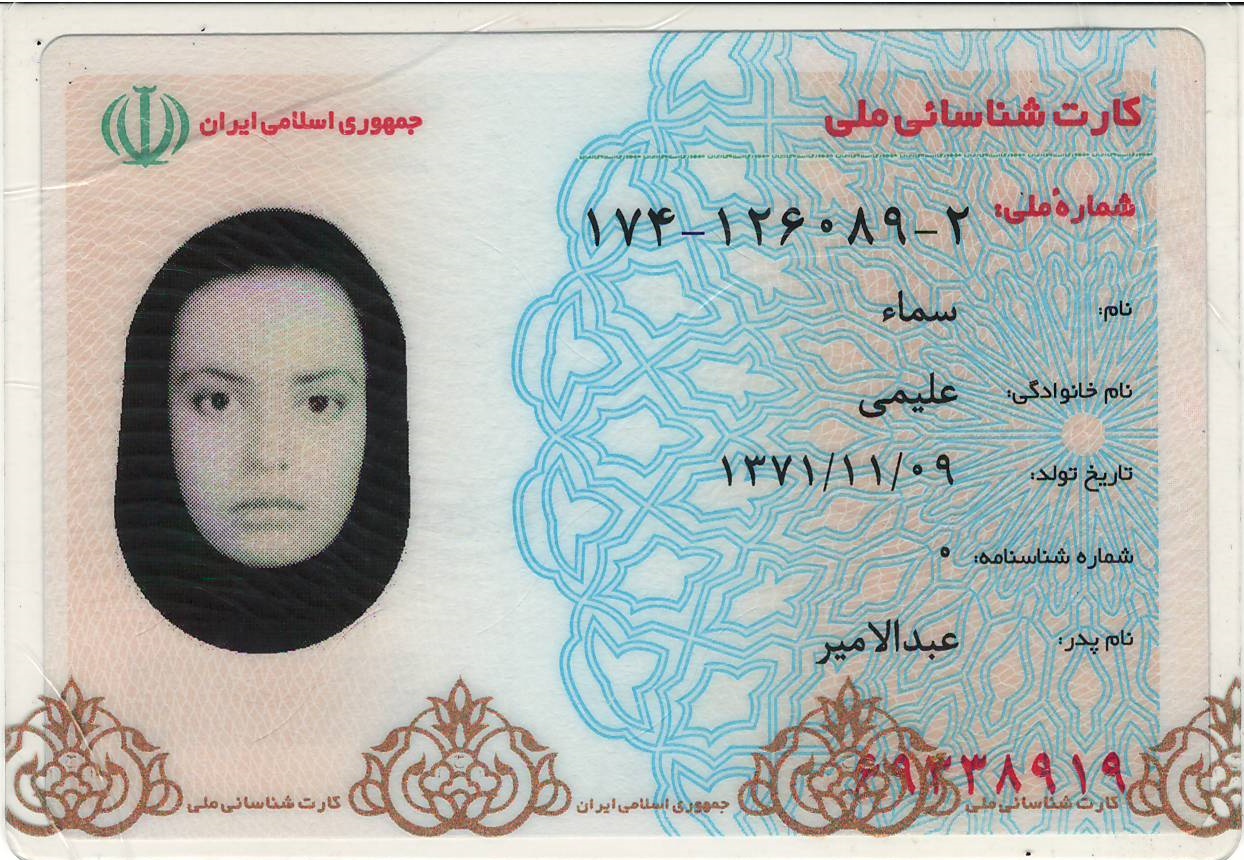 جمهوری اسلامی ایران
کارت شناسائی ملی
شمارهٔ ملی: ۱۷۴-۱۲۶۰۸۹-۲
نام: سماء
نام خانوادگی: علیمی
تاریخ تولد: ۱۳۷۱/۱۱/۰۹
شماره شناسنامه: ۰
نام پدر: عبدالامیر
کارت شناسائی ملی جمهوری اسلامی ایران کارت شناسائی ملی